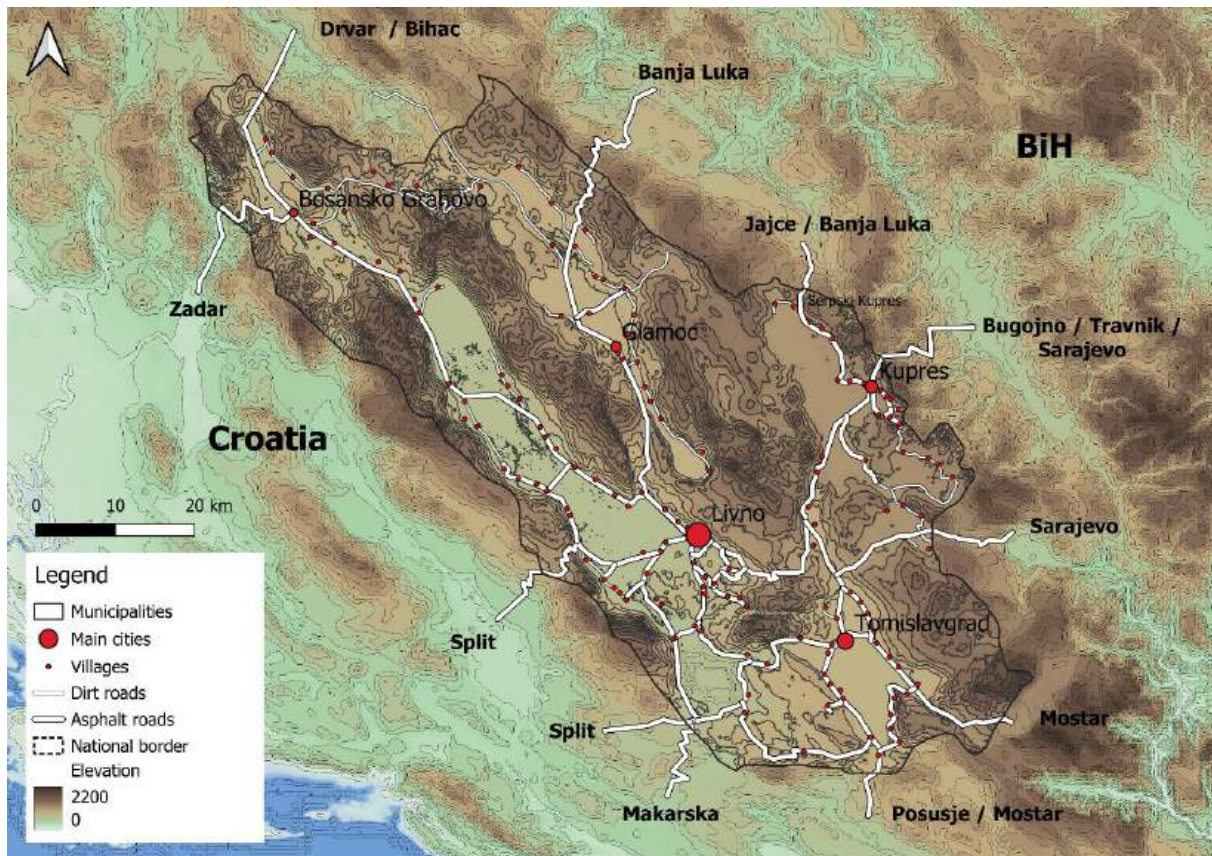 Drvar / Bihac
Banja Luka
BiH
Bosansko Grahovo
Jajce / Banja Luka
Zadar
Serpski Kupres
Bugojno / Travnik /
Sarajevo
Glamoc
Kupres
Croatia
0 10 20 km
Livno
Sarajevo
Legend
Municipalities
Main cities
Villages
Dirt roads
Asphalt roads
National border
Elevation
2200
0
Split
Tomislavgrad
Split
Mostar
Makarska
Posusje / Mostar